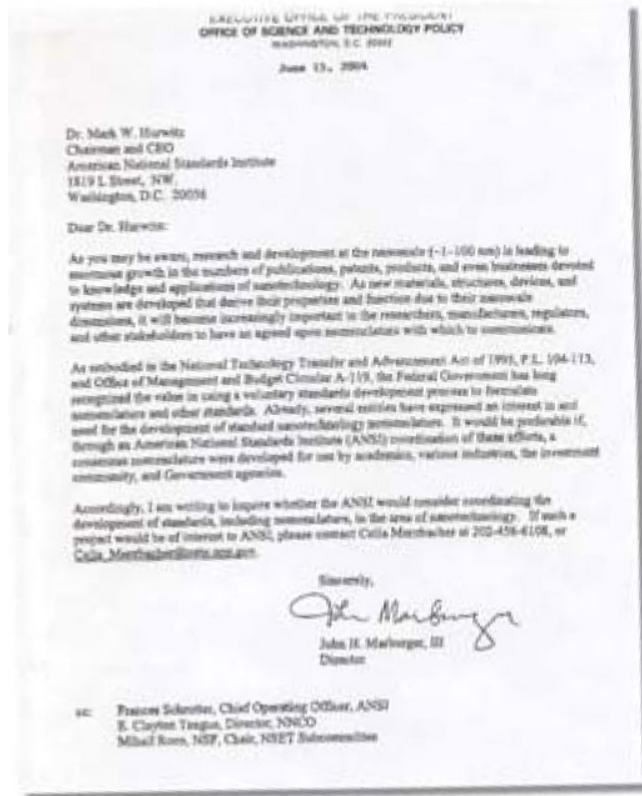 EXECUTIVE OFFICE OF THE PRESIDENT
OFFICE OF SCIENCE AND TECHNOLOGY POLICY
WASHINGTON, D.C. 20502
June 15, 2004
Dr. Mark W. Hurwitz
Chairman and CEO
American National Standards Institute
1819 L Street, NW,
Washington, D.C. 20036
Dear Dr. Hurwitz:
As you may be aware, research and development at the nanoscale (~1-100 nm) is leading to
enormous growth in the numbers of publications, patents, products, and even businesses devoted
to knowledge and applications of nanotechnology. As new materials, structures, devices, and
systems are developed that derive their properties and function due to their nanoscale
dimensions, it will become increasingly important to the researchers, manufacturers, regulators,
and other stakeholders to have an agreed upon nomenclature with which to communicate.
As embodied in the National Technology Transfer and Advancement Act of 1995, P.L. 104-113,
and Office of Management and Budget Circular A-119, the Federal Government has long
recognized the value in using a voluntary standards development process to formulate
nomenclature and other standards. Already, several entities have expressed an interest in and
need for the development of standard nanotechnology nomenclature. It would be preferable if,
through an American National Standards Institute (ANSI) coordination of these efforts, a
consensus nomenclature were developed for use by academics, various industries, the investment
community, and Government agencies.
Accordingly, I am writing to inquire whether the ANSI would consider coordinating the
development of standards, including nomenclature, in the area of nanotechnology. If such a
project would be of interest to ANSI, please contact Celia Merzbacher at 202-456-6108, or
Celia_Merzbacher@ostp.eop.gov.
Sincerely,
John Marburger
John H. Marburger, III
Director
cc: Frances Schrotter, Chief Operating Officer, ANSI
E. Clayton Teague, Director, NNCO
Mihail Roco, NSF, Chair, NSET Subcommittee